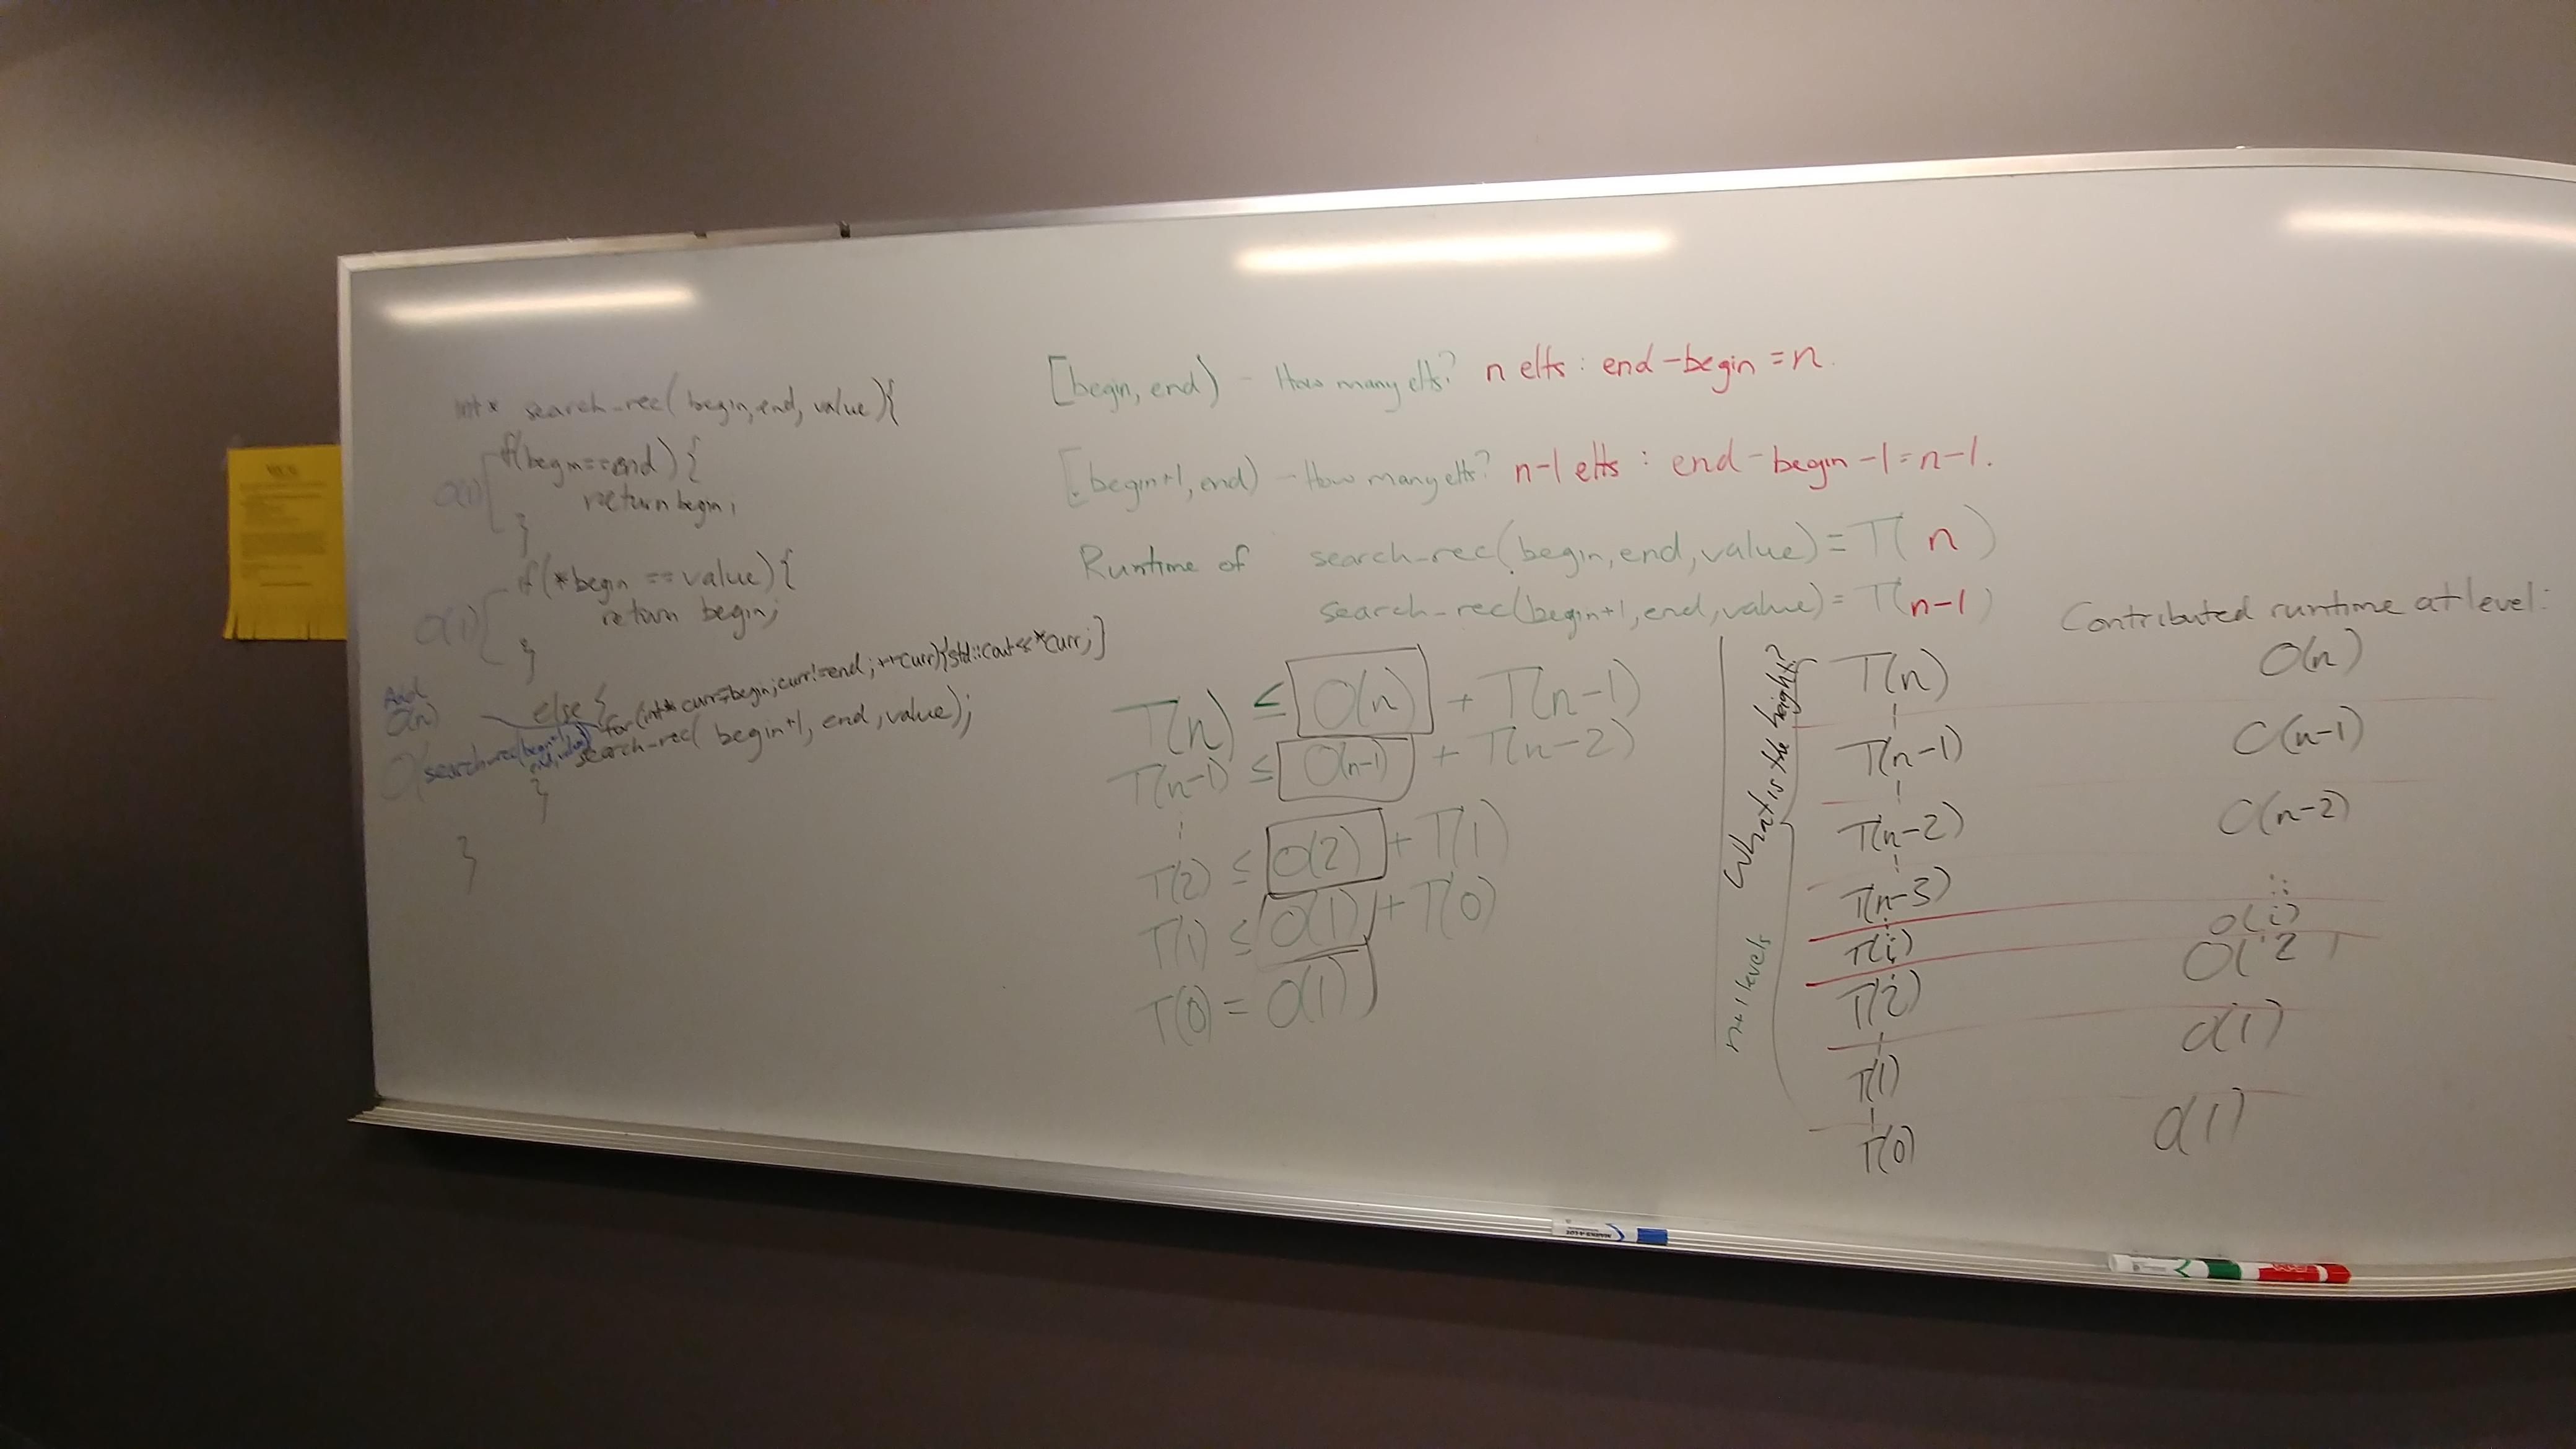 int* search_rec( begin, end, value ){
O(1)
if(begin==end){
return begin;
}
O(1)
if(*begin == value){
return begin;
}
Add
O(n)
else { for(int* curr=begin; curr!=end; ++curr){std::cout<<*curr;}
O(search_rec(begin+1, end, value)
search_rec( begin+1, end, value);
}
}
[begin, end) - How many elts? n elts : end-begin = n.
[begin+1, end) - How many elts? n-1 elts : end-begin-1 = n-1.
Runtime of search_rec(begin, end, value) = T( n )
search_rec(begin+1, end, value) = T(n-1)
T(n) ≤ O(n) + T(n-1)
T(n-1) ≤ O(n-1) + T(n-2)
⋮
T(2) ≤ O(2) + T(1)
T(1) ≤ O(1) + T(0)
T(0) = O(1)
What is the height?
n+1 levels
Contributed runtime at level:
T(n) O(n)
T(n-1) O(n-1)
T(n-2) O(n-2)
T(n-3)
T(i) O(i)
T(2) O(2)
T(1) O(1)
T(0) O(1)